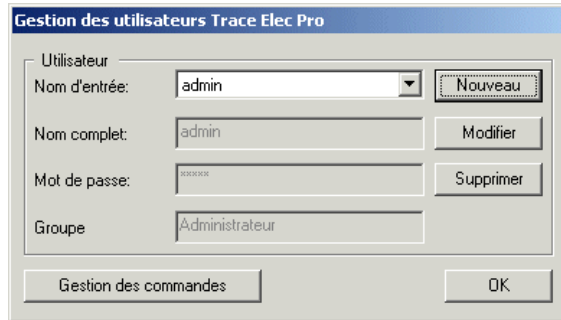 Gestion des utilisateurs Trace Elec Pro
Utilisateur
Nom d'entrée: admin Nouveau
Nom complet: admin Modifier
Mot de passe: ***** Supprimer
Groupe Administrateur
Gestion des commandes OK